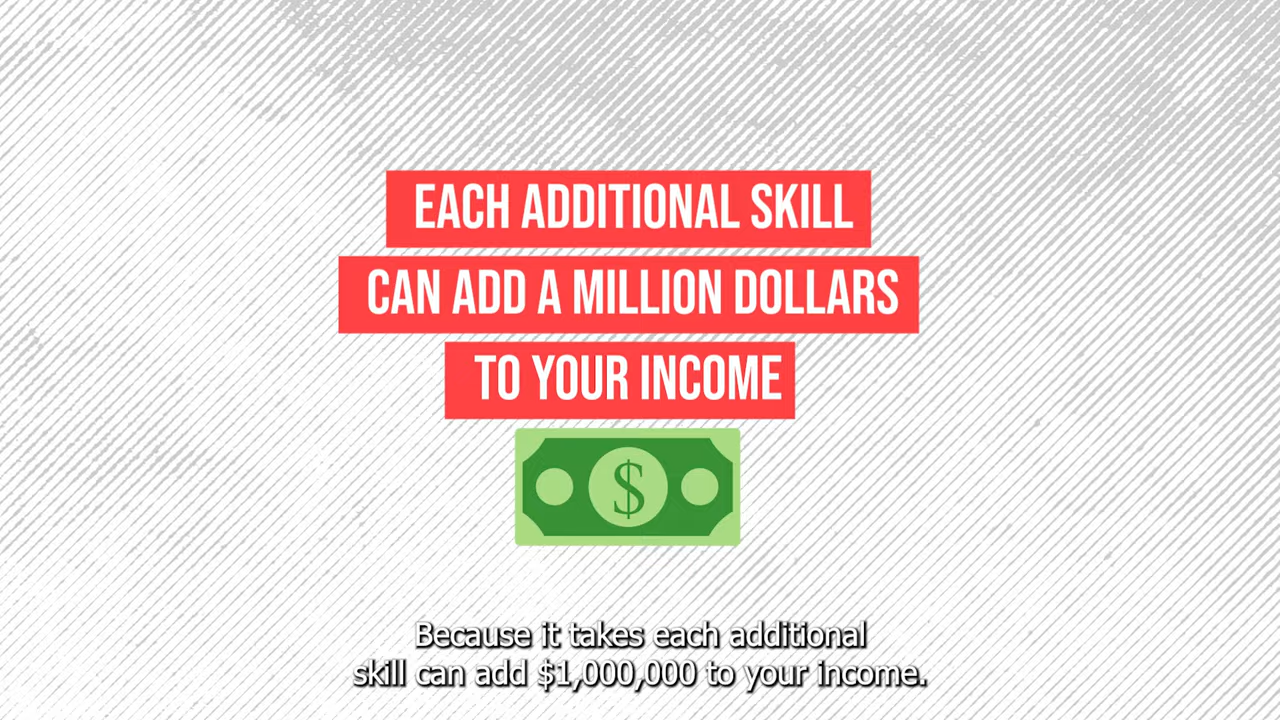 EACH ADDITIONAL SKILL
CAN ADD A MILLION DOLLARS
TO YOUR INCOME
$
Because it takes each additional
skill can add $1,000,000 to your income.